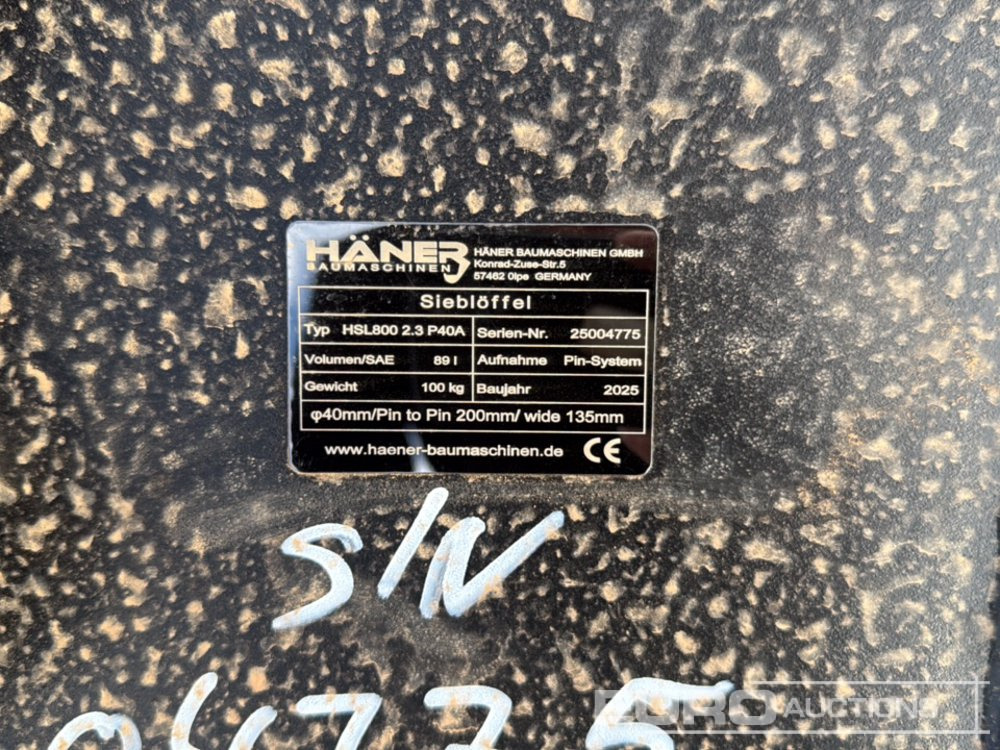 HÄNER
BAUMASCHINEN
HÄNER BAUMASCHINEN GMBH
Konrad-Zuse-Str.5
57462 Olpe GERMANY
Sieblöffel
Typ HSL800 2.3 P40A Serien-Nr. 25004775
Volumen/SAE 89 l Aufnahme Pin-System
Gewicht 100 kg Baujahr 2025
φ40mm/Pin to Pin 200mm/ wide 135mm
www.haener-baumaschinen.de CE
S/N
04775
EURO AUCTIONS